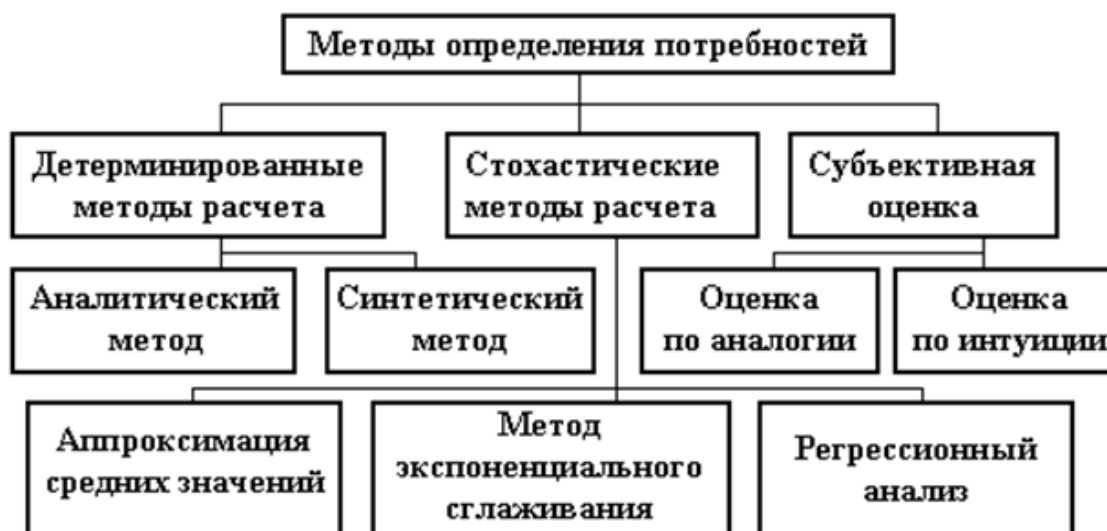 Методы определения потребностей
Детерминированные
методы расчета
Стохастические
методы расчета
Субъективная
оценка
Аналитический
метод
Синтетический
метод
Оценка
по аналогии
Оценка
по интуиции
Аппроксимация
средних значений
Метод
экспоненциального
сглаживания
Регрессионный
анализ